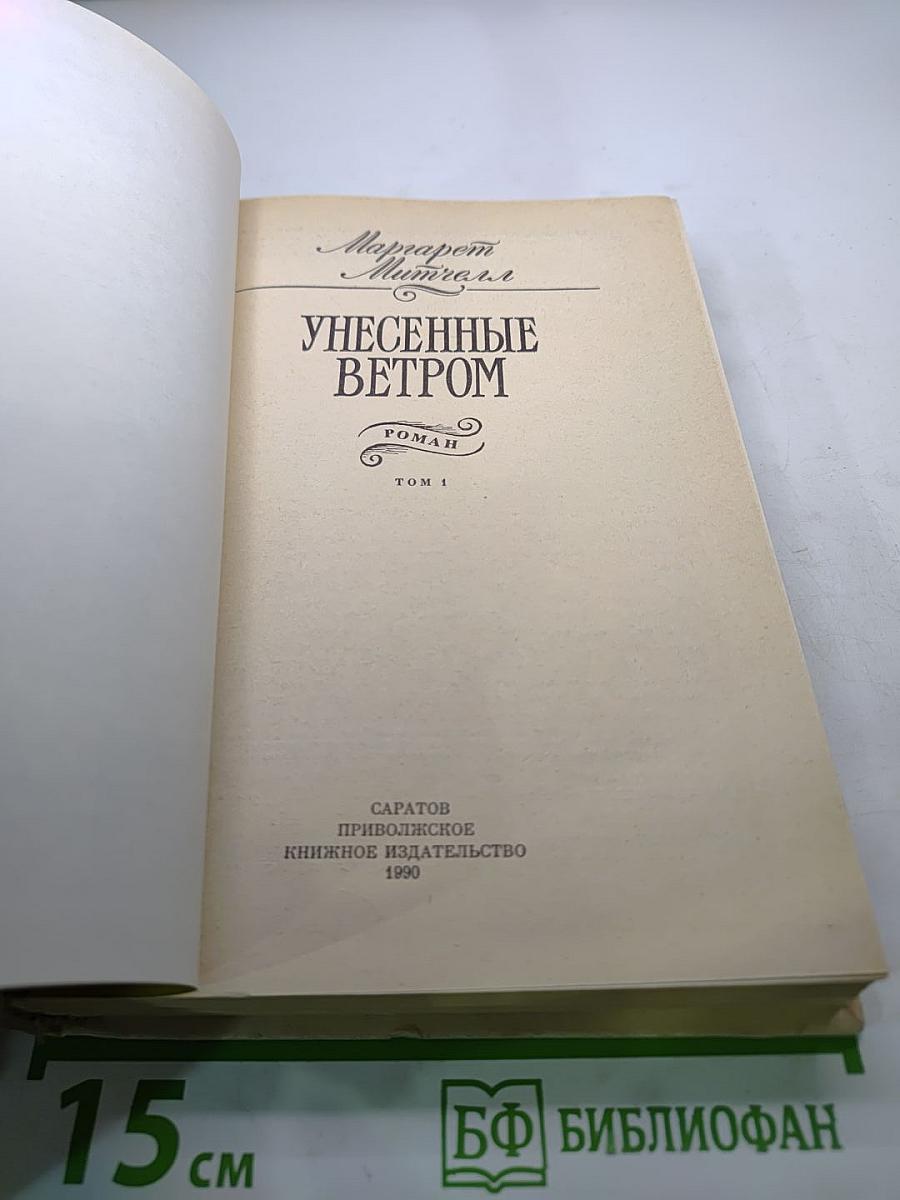 Маргарет
Митчелл
УНЕСЕННЫЕ
ВЕТРОМ
РОМАН
ТОМ 1
САРАТОВ
ПРИВОЛЖСКОЕ
КНИЖНОЕ ИЗДАТЕЛЬСТВО
1990
15 см
БФ БИБЛИОФАН